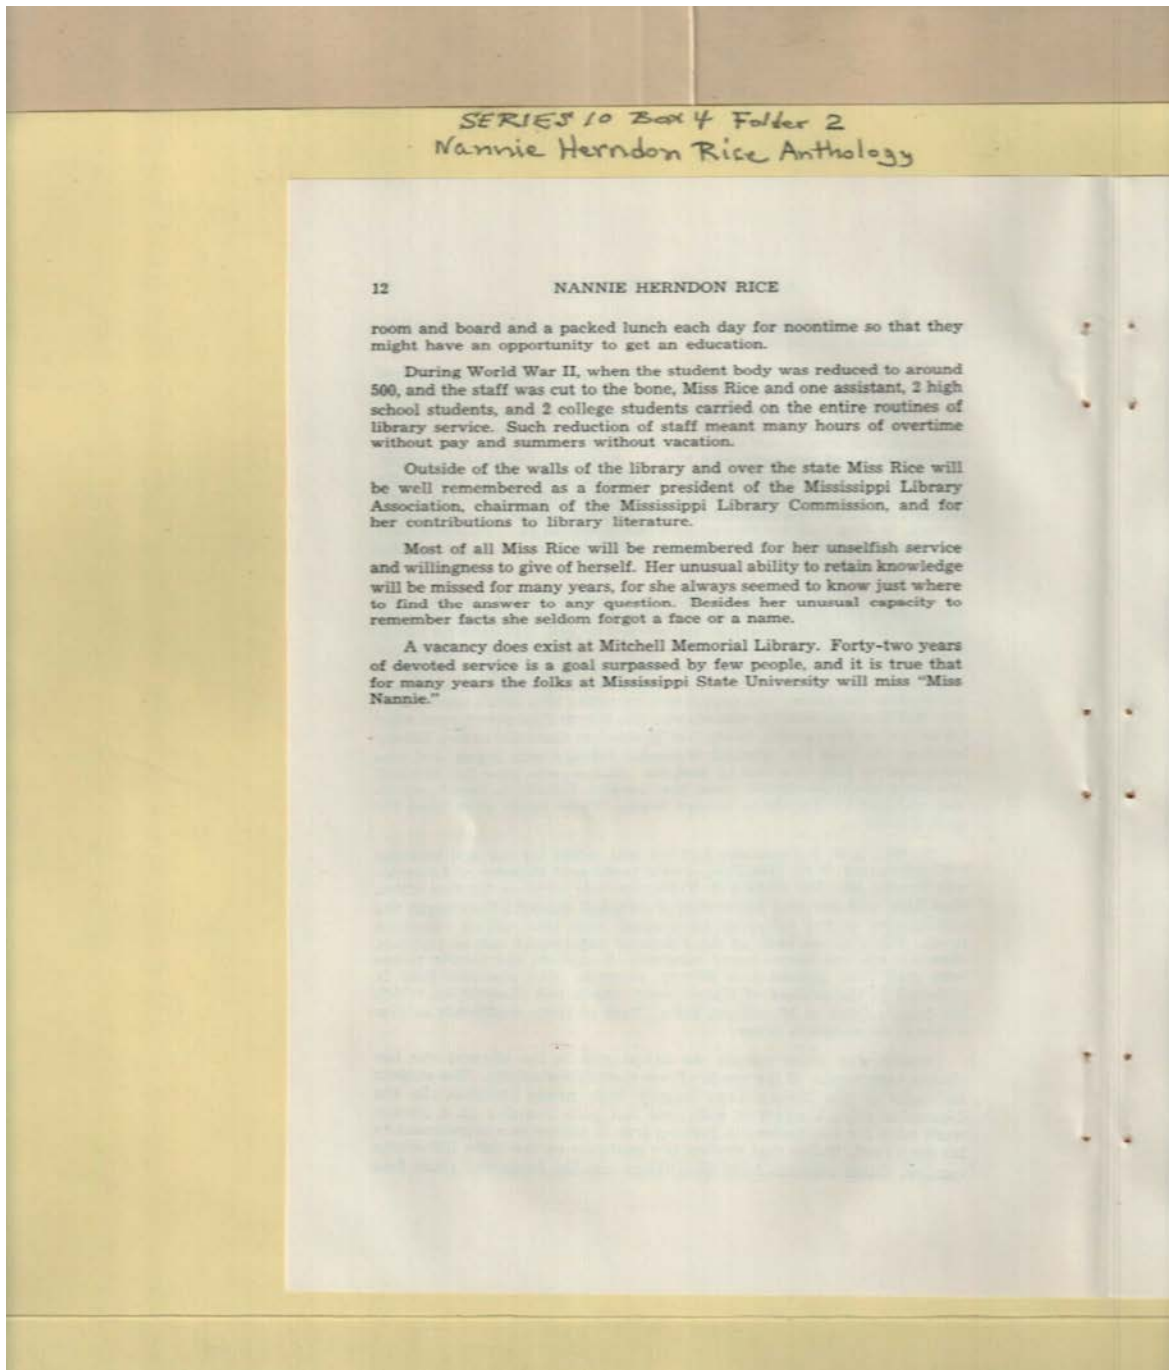 SERIES 10 Box 4 Folder 2
Nannie Herndon Rice Anthology
12 NANNIE HERNDON RICE
room and board and a packed lunch each day for noontime so that they
might have an opportunity to get an education.
During World War II, when the student body was reduced to around
500, and the staff was cut to the bone, Miss Rice and one assistant, 2 high
school students, and 2 college students carried on the entire routines of
library service. Such reduction of staff meant many hours of overtime
without pay and summers without vacation.
Outside of the walls of the library and over the state Miss Rice will
be well remembered as a former president of the Mississippi Library
Association, chairman of the Mississippi Library Commission, and for
her contributions to library literature.
Most of all Miss Rice will be remembered for her unselfish service
and willingness to give of herself. Her unusual ability to retain knowledge
will be missed for many years, for she always seemed to know just where
to find the answer to any question. Besides her unusual capacity to
remember facts she seldom forgot a face or a name.
A vacancy does exist at Mitchell Memorial Library. Forty-two years
of devoted service is a goal surpassed by few people, and it is true that
for many years the folks at Mississippi State University will miss “Miss
Nannie.”